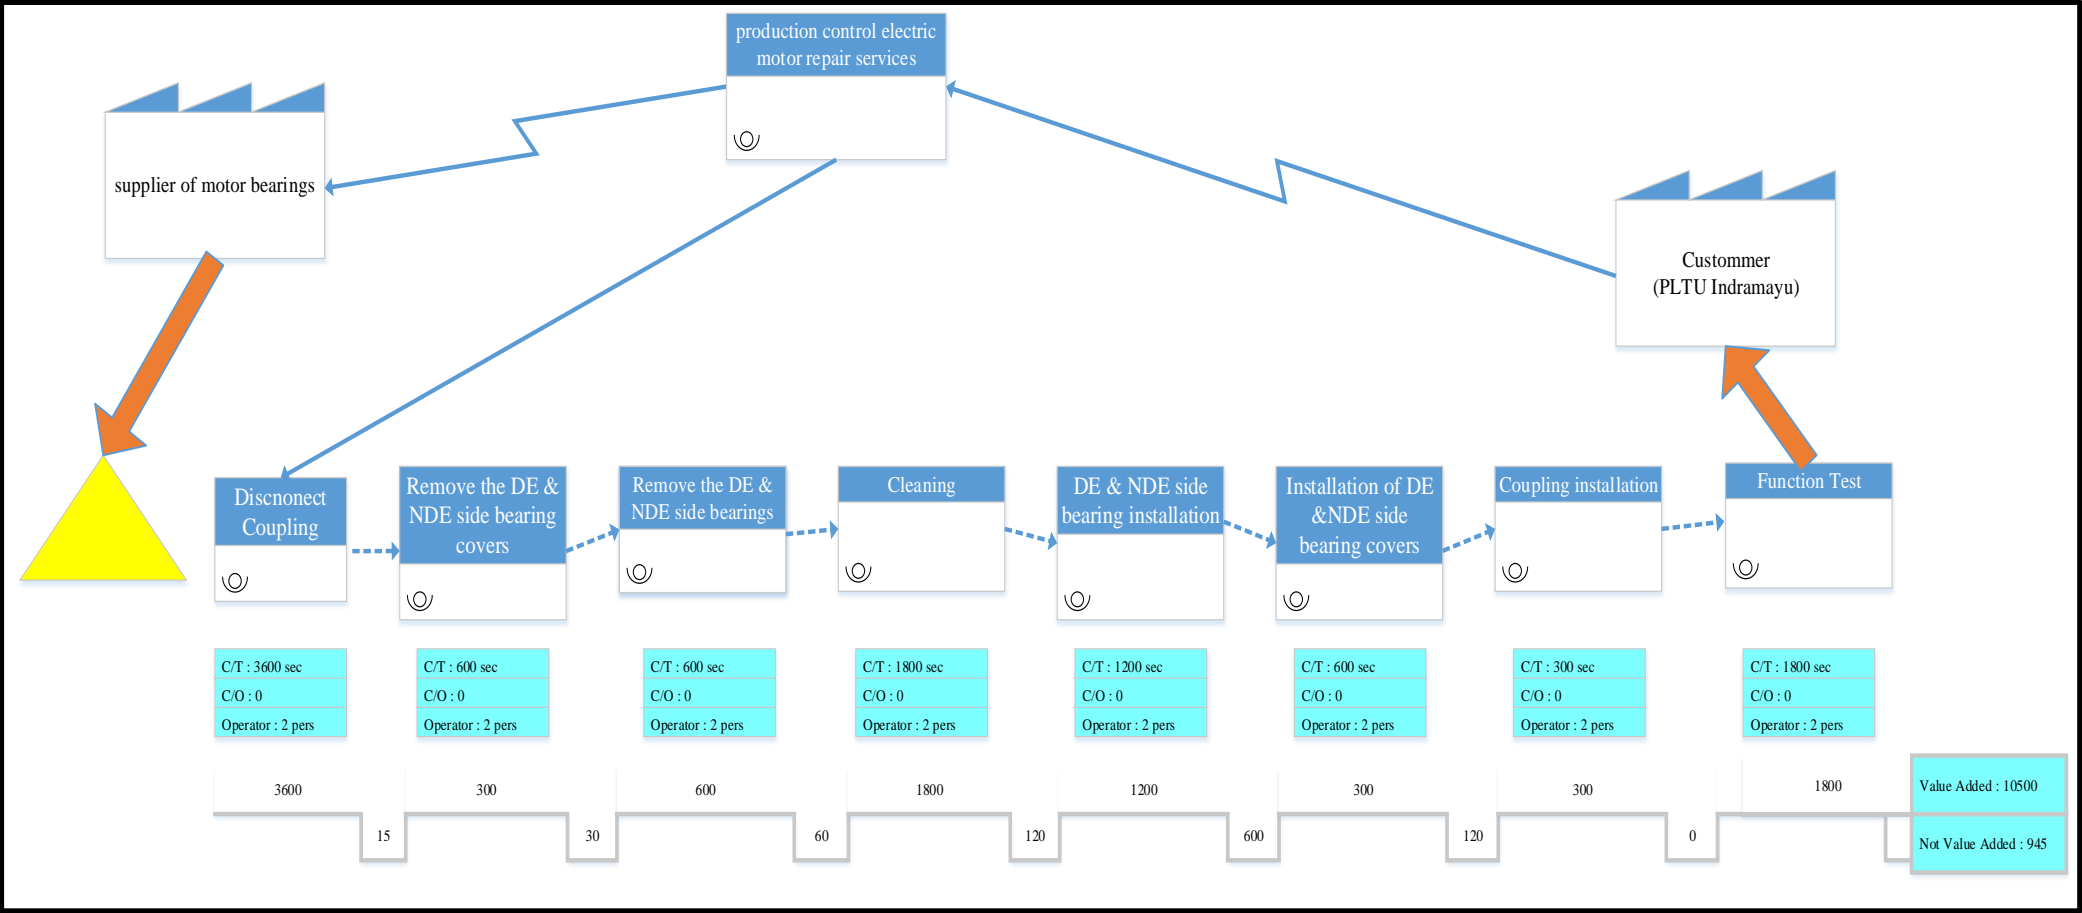 production control electric
motor repair services
supplier of motor bearings
Custommer
(PLTU Indramayu)
Discnonect
Coupling
Remove the DE &
NDE side bearing
covers
Remove the DE &
NDE side bearings
Cleaning
DE & NDE side
bearing installation
Installation of DE
&NDE side
bearing covers
Coupling installation
Function Test
C/T : 3600 sec
C/O : 0
Operator : 2 pers
C/T : 600 sec
C/O : 0
Operator : 2 pers
C/T : 600 sec
C/O : 0
Operator : 2 pers
C/T : 1800 sec
C/O : 0
Operator : 2 pers
C/T : 1200 sec
C/O : 0
Operator : 2 pers
C/T : 600 sec
C/O : 0
Operator : 2 pers
C/T : 300 sec
C/O : 0
Operator : 2 pers
C/T : 1800 sec
C/O : 0
Operator : 2 pers
3600
15
300
30
600
60
1800
120
1200
600
300
120
300
0
1800
Value Added : 10500
Not Value Added : 945